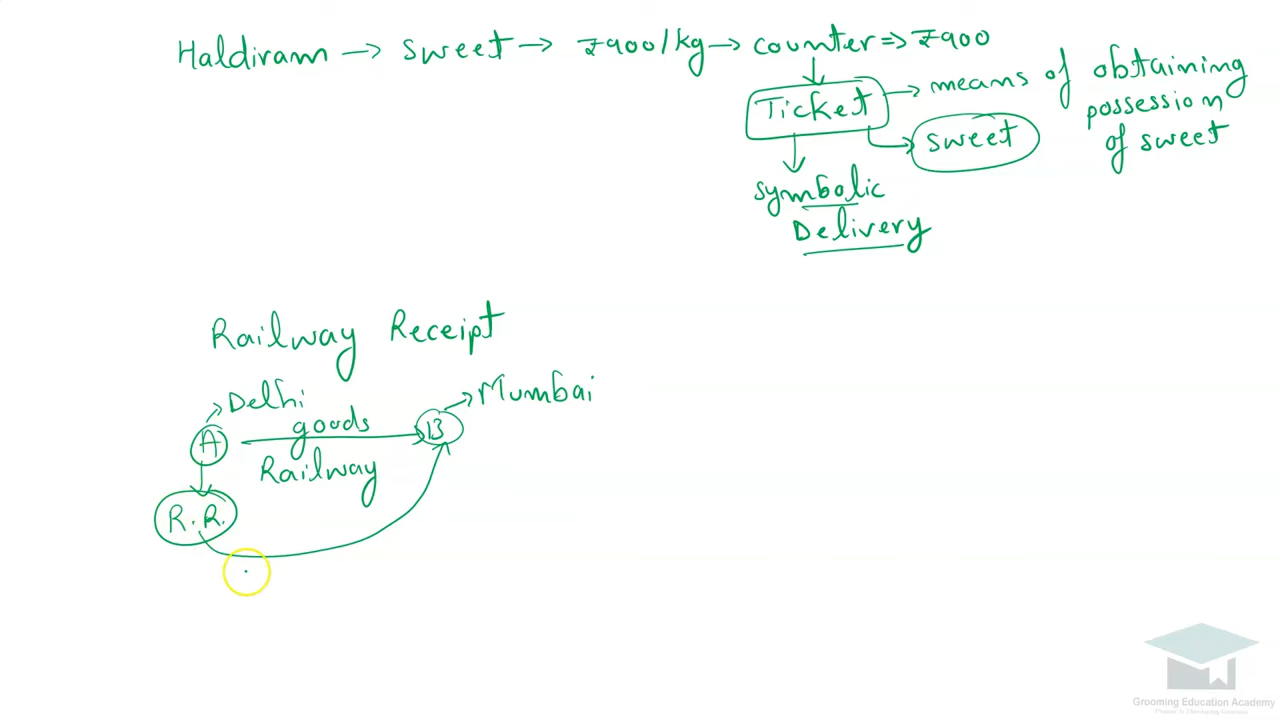 Haldiram → sweet → ₹900/kg → counter ⇒ ₹900
Ticket → means of obtaining
possession
of sweet
sweet
symbolic
Delivery
Railway Receipt
Delhi
Mumbai
A goods B
Railway
R.R.
Grooming Education Academy